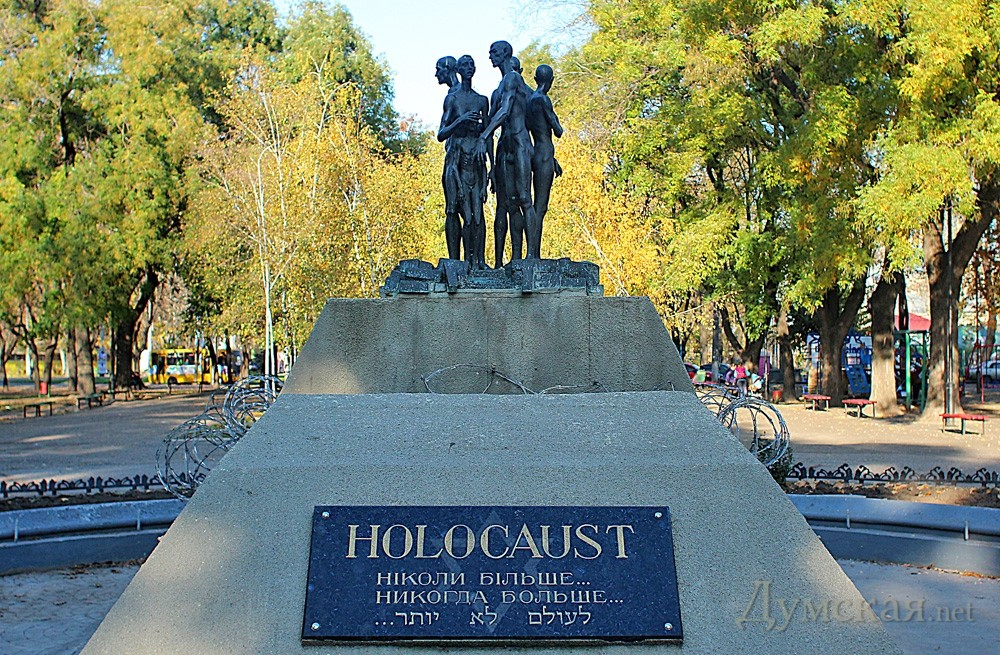 HOLOCAUST
НІКОЛИ БІЛЬШЕ...
НИКОГДА БОЛЬШЕ...
לעולם לא יותר...
Думская.net